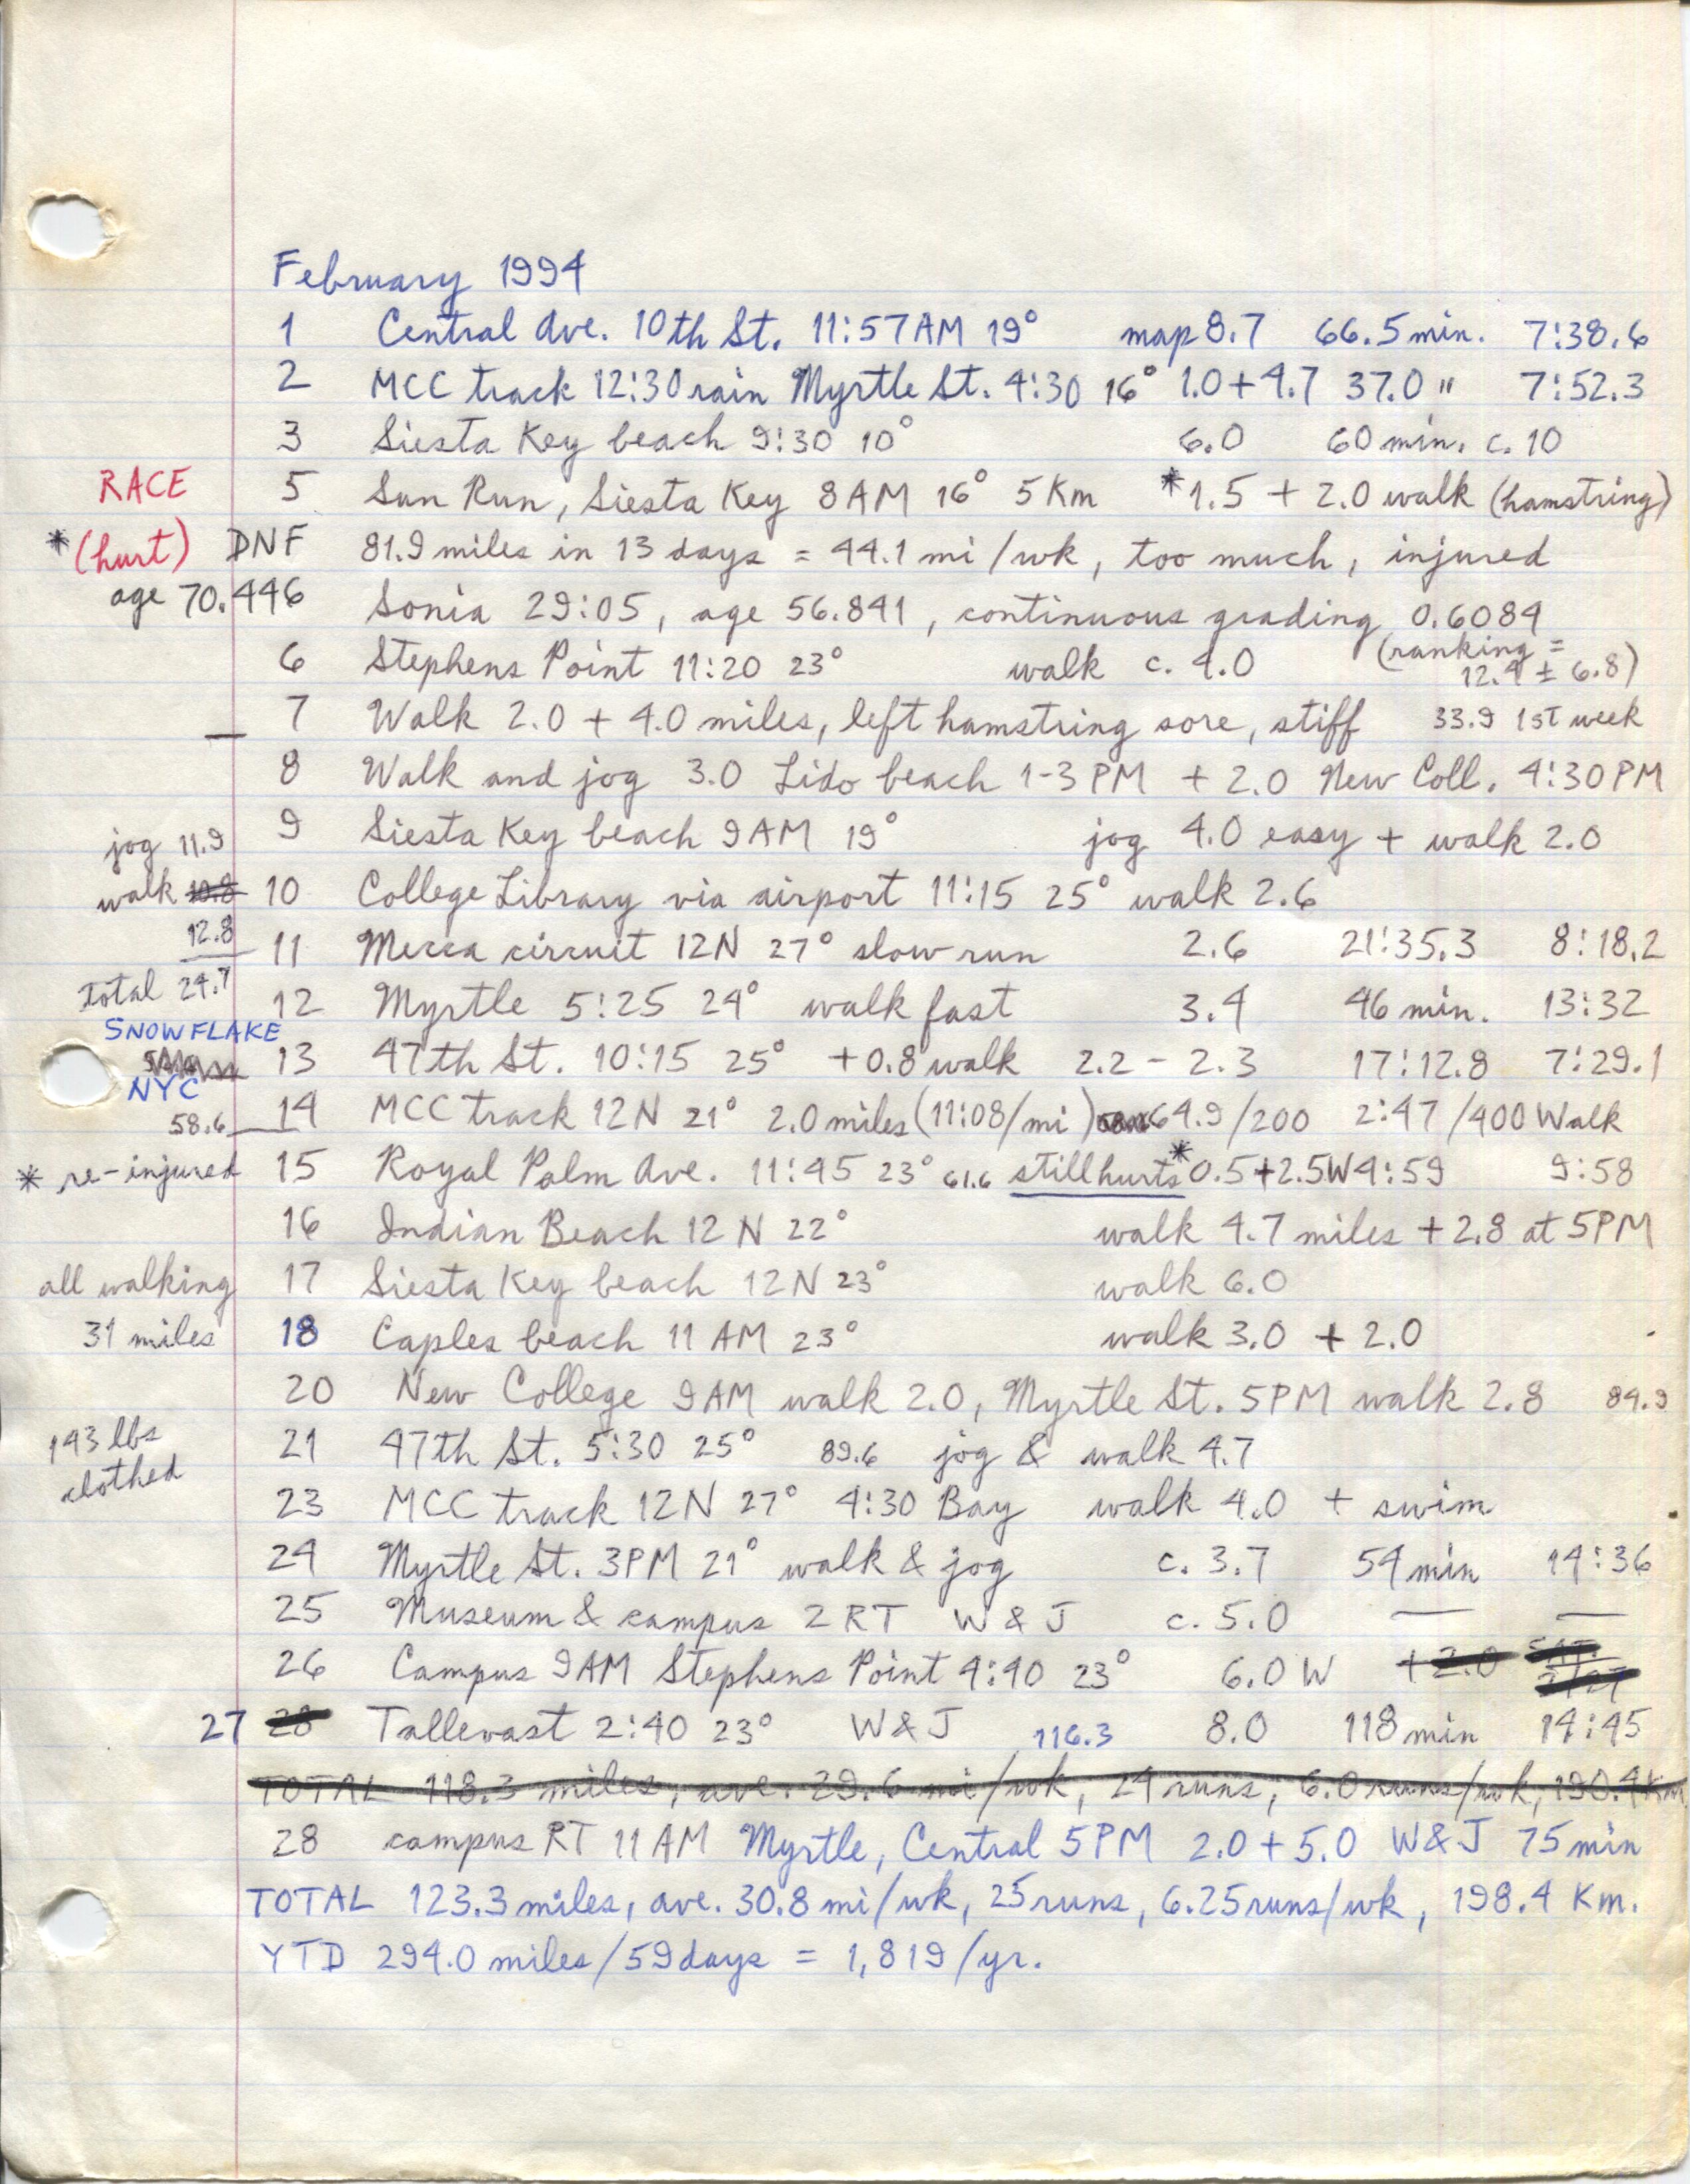 February 1994
1 Central Ave. 10th St. 11:57AM 19° map 8.7 66.5 min. 7:38.6
2 MCC track 12:30 rain Myrtle St. 4:30 16° 1.0+4.7 37.0 " 7:52.3
3 Siesta Key beach 9:30 10° 6.0 60 min. c. 10
RACE 5 Sun Run, Siesta Key 8AM 16° 5 Km *1.5 + 2.0 walk (hamstring)
* (hurt) DNF 81.9 miles in 13 days = 44.1 mi/wk, too much, injured
age 70.446 Sonia 29:05, age 56.841, continuous grading 0.6084
(ranking =
12.4 ± 6.8)
6 Stephens Point 11:20 23° walk c. 4.0
7 Walk 2.0 + 4.0 miles, left hamstring sore, stiff 33.9 1st week
8 Walk and jog 3.0 Lido beach 1-3 PM + 2.0 New Coll. 4:30PM
jog 11.9 9 Siesta Key beach 9AM 19° jog 4.0 easy + walk 2.0
walk 10.8 10 College Library via airport 11:15 25° walk 2.6
12.8 11 Mecca circuit 12N 27° slow run 2.6 21:35.3 8:18.2
Total 24.7 12 Myrtle 5:25 24° walk fast 3.4 46 min. 13:32
SNOWFLAKE
13 47th St. 10:15 25° +0.8 walk 2.2 - 2.3 17:12.8 7:29.1
NYC
58.6 14 MCC track 12N 21° 2.0 miles (11:08/mi) 64.9/200 2:47/400 Walk
* re-injured 15 Royal Palm Ave. 11:45 23° 61.6 still hurts* 0.5+2.5W 4:59 9:58
16 Indian Beach 12N 22° walk 4.7 miles + 2.8 at 5PM
all walking 17 Siesta Key beach 12N 23° walk 6.0
31 miles 18 Caples beach 11AM 23° walk 3.0 + 2.0
20 New College 9AM walk 2.0, Myrtle St. 5PM walk 2.8 84.9
143 lbs 21 47th St. 5:30 25° 89.6 jog & walk 4.7
clothed
23 MCC track 12N 27° 4:30 Bay walk 4.0 + swim
24 Myrtle St. 3PM 21° walk & jog c. 3.7 54 min 14:36
25 Museum & campus 2 RT W & J c. 5.0 — —
26 Campus 9AM Stephens Point 4:40 23° 6.0 W +2.0
27 28 Tallevast 2:40 23° W&J 116.3 8.0 118 min 14:45
TOTAL 118.3 miles, ave. 29.6 mi/wk, 24 runs, 6.0 runs/wk, 190.4 Km
28 campus RT 11AM Myrtle, Central 5PM 2.0+5.0 W&J 75 min
TOTAL 123.3 miles, ave. 30.8 mi/wk, 25 runs, 6.25 runs/wk, 198.4 Km.
YTD 294.0 miles/59 days = 1,819/yr.